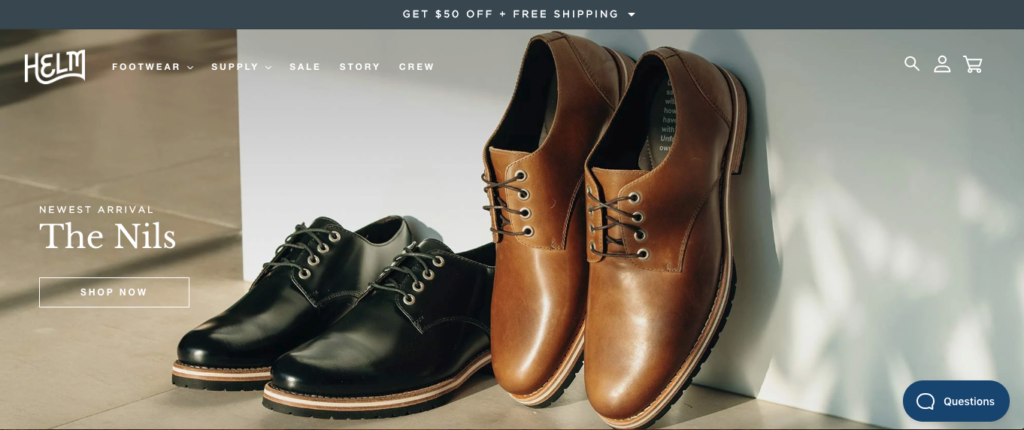 GET $50 OFF + FREE SHIPPING
HELM
FOOTWEAR SUPPLY SALE STORY CREW
NEWEST ARRIVAL
The Nils
SHOP NOW
Questions